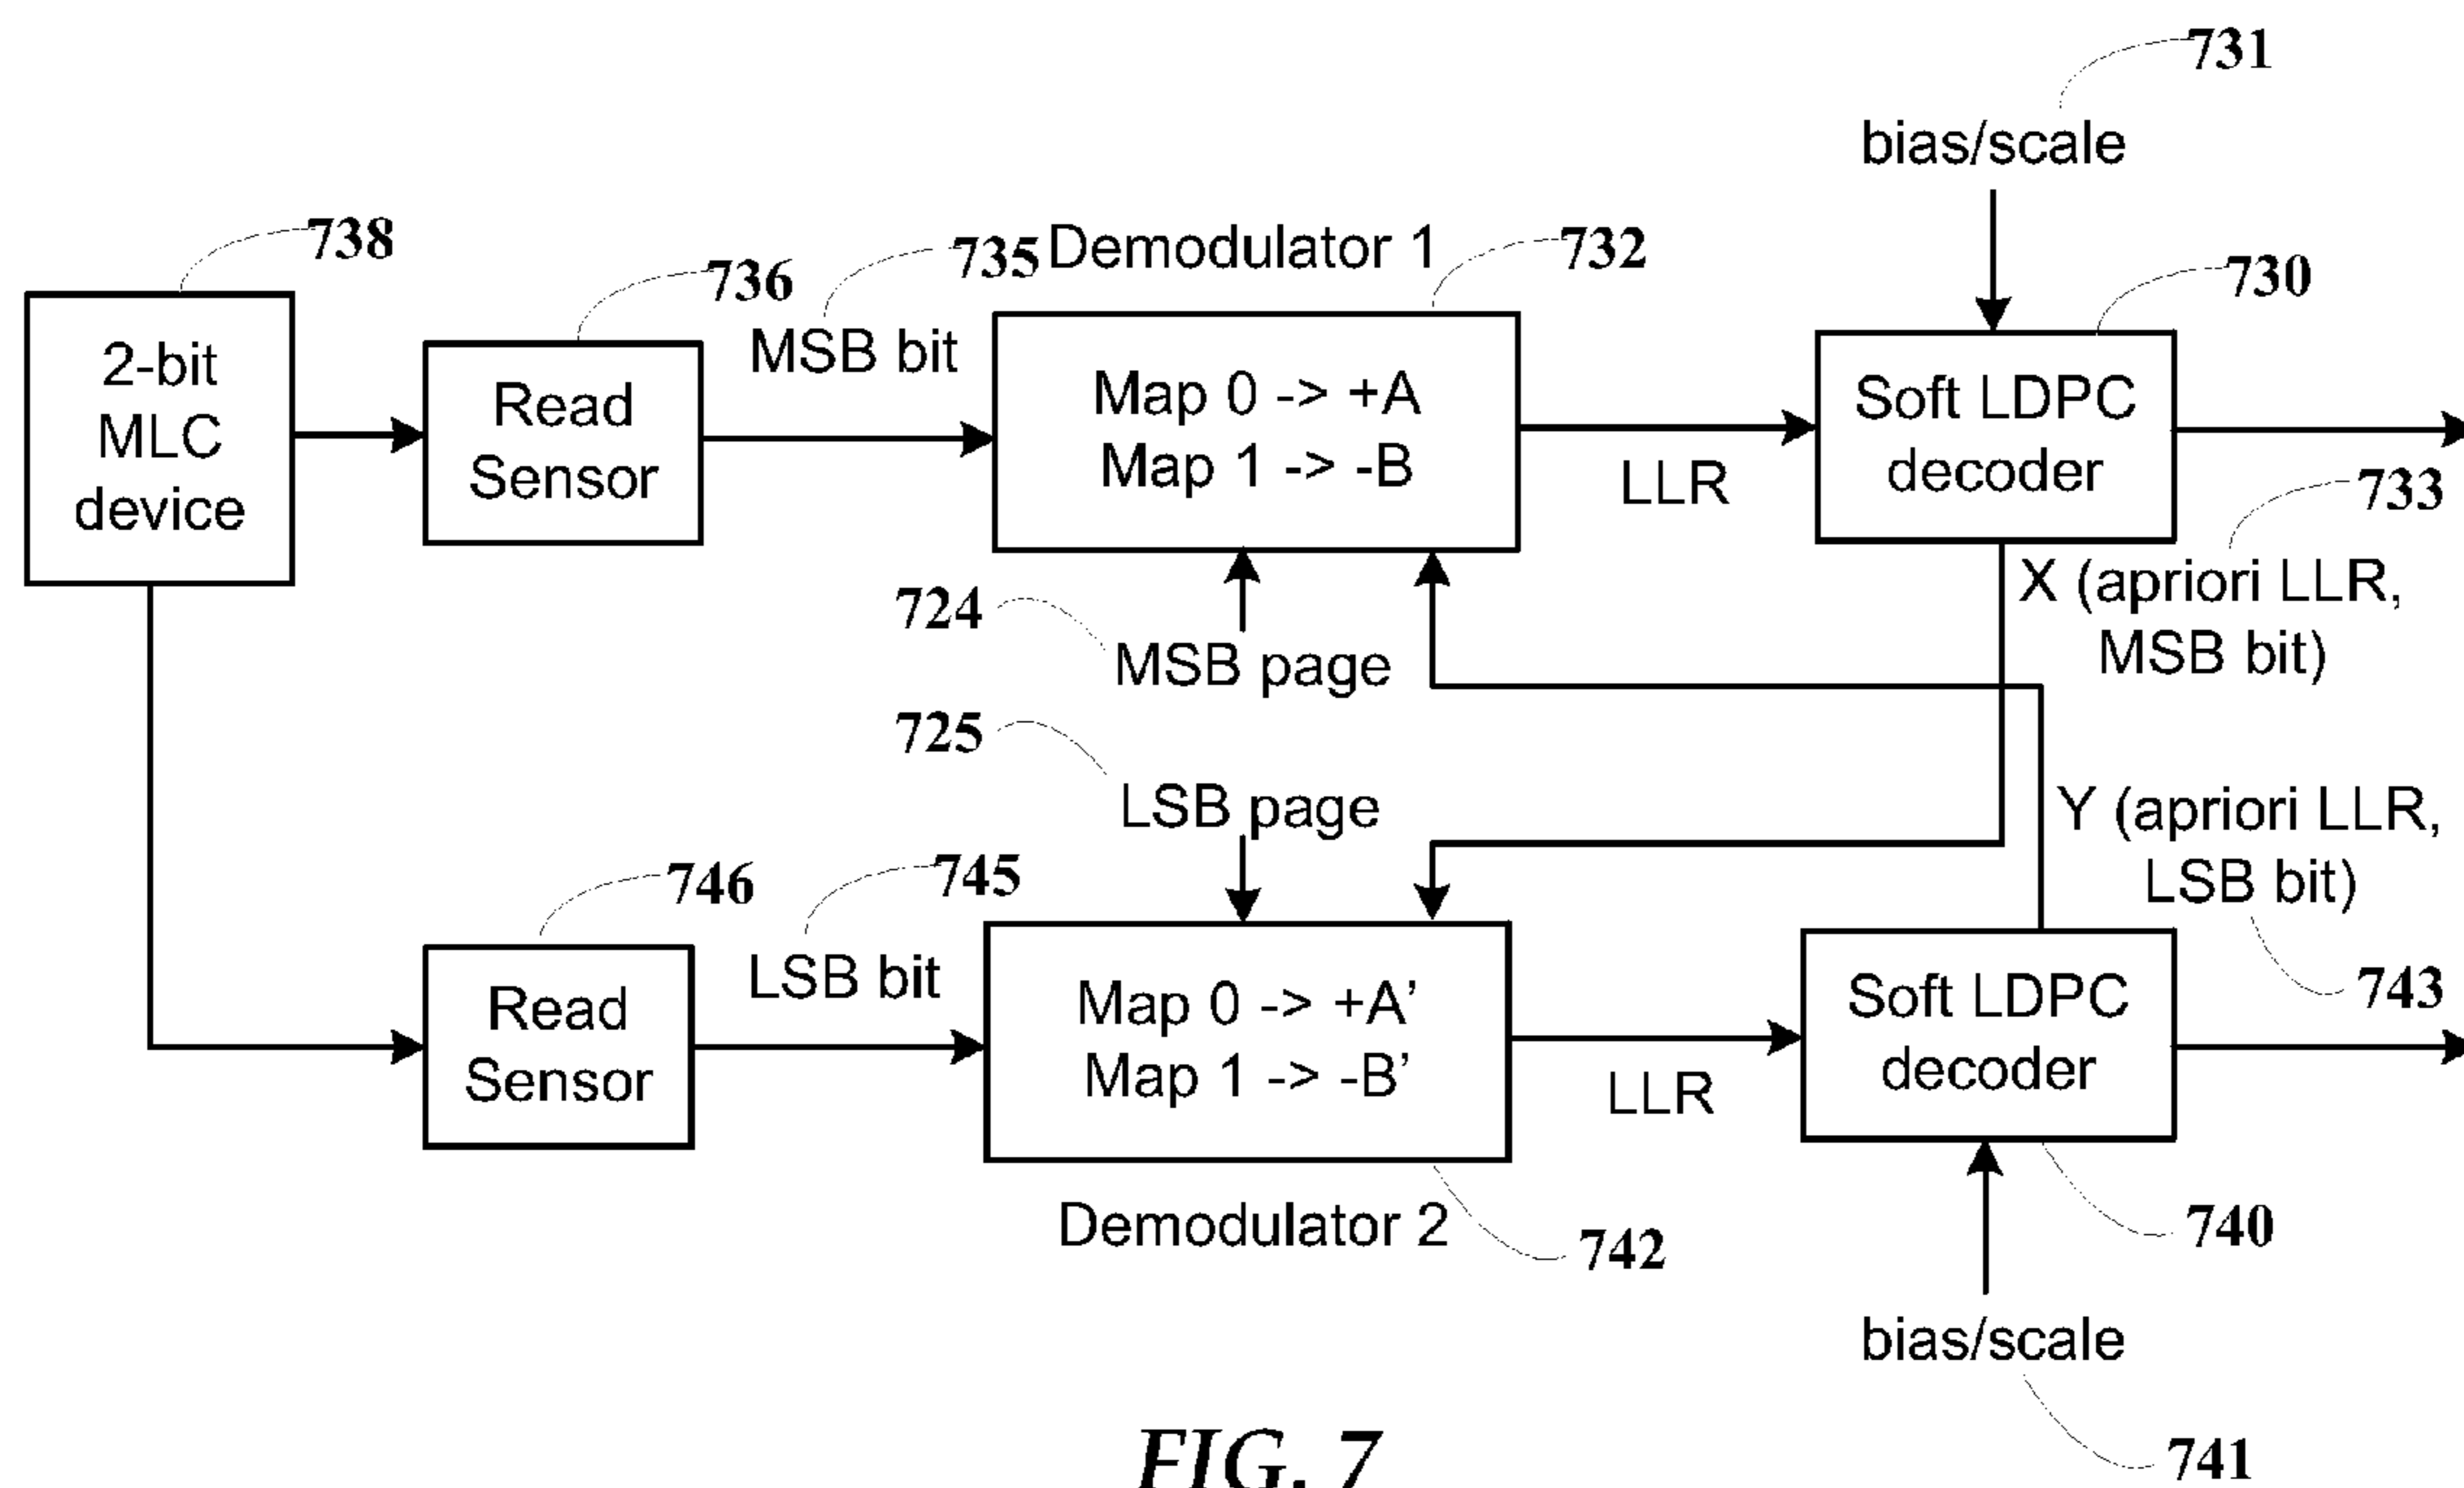 731
bias/scale
738
736
735
Demodulator 1
732
730
2-bit
MLC
device
Read
Sensor
MSB bit
Map 0 -> +A
Map 1 -> -B
LLR
Soft LDPC
decoder
733
724
MSB page
X (apriori LLR,
MSB bit)
725
LSB page
Y (apriori LLR,
LSB bit)
746
745
743
Read
Sensor
LSB bit
Map 0 -> +A’
Map 1 -> -B’
LLR
Soft LDPC
decoder
Demodulator 2
742
740
bias/scale
741
FIG. 7